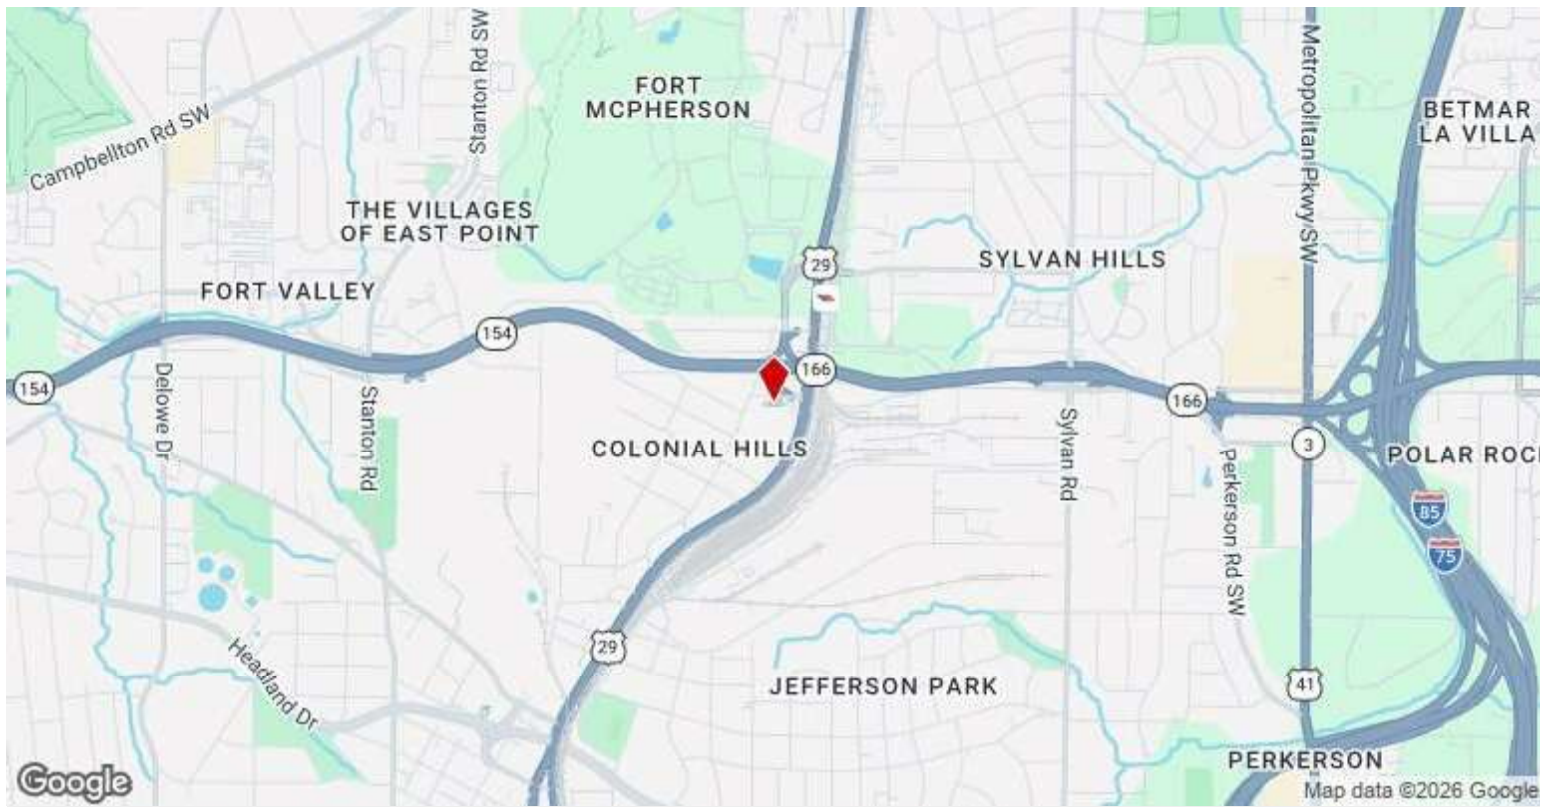 FORT
MCPHERSON
BETMAR
LA VILLA
Campbellton Rd SW
Stanton Rd SW
Metropolitan Pkwy SW
THE VILLAGES
OF EAST POINT
29
SYLVAN HILLS
FORT VALLEY
154
154
166
166
Delowe Dr
Stanton Rd
Sylvan Rd
Perkerson Rd SW
COLONIAL HILLS
3
POLAR ROC
85
75
29
Headland Dr
JEFFERSON PARK
41
PERKERSON
Google
Map data ©2026 Google